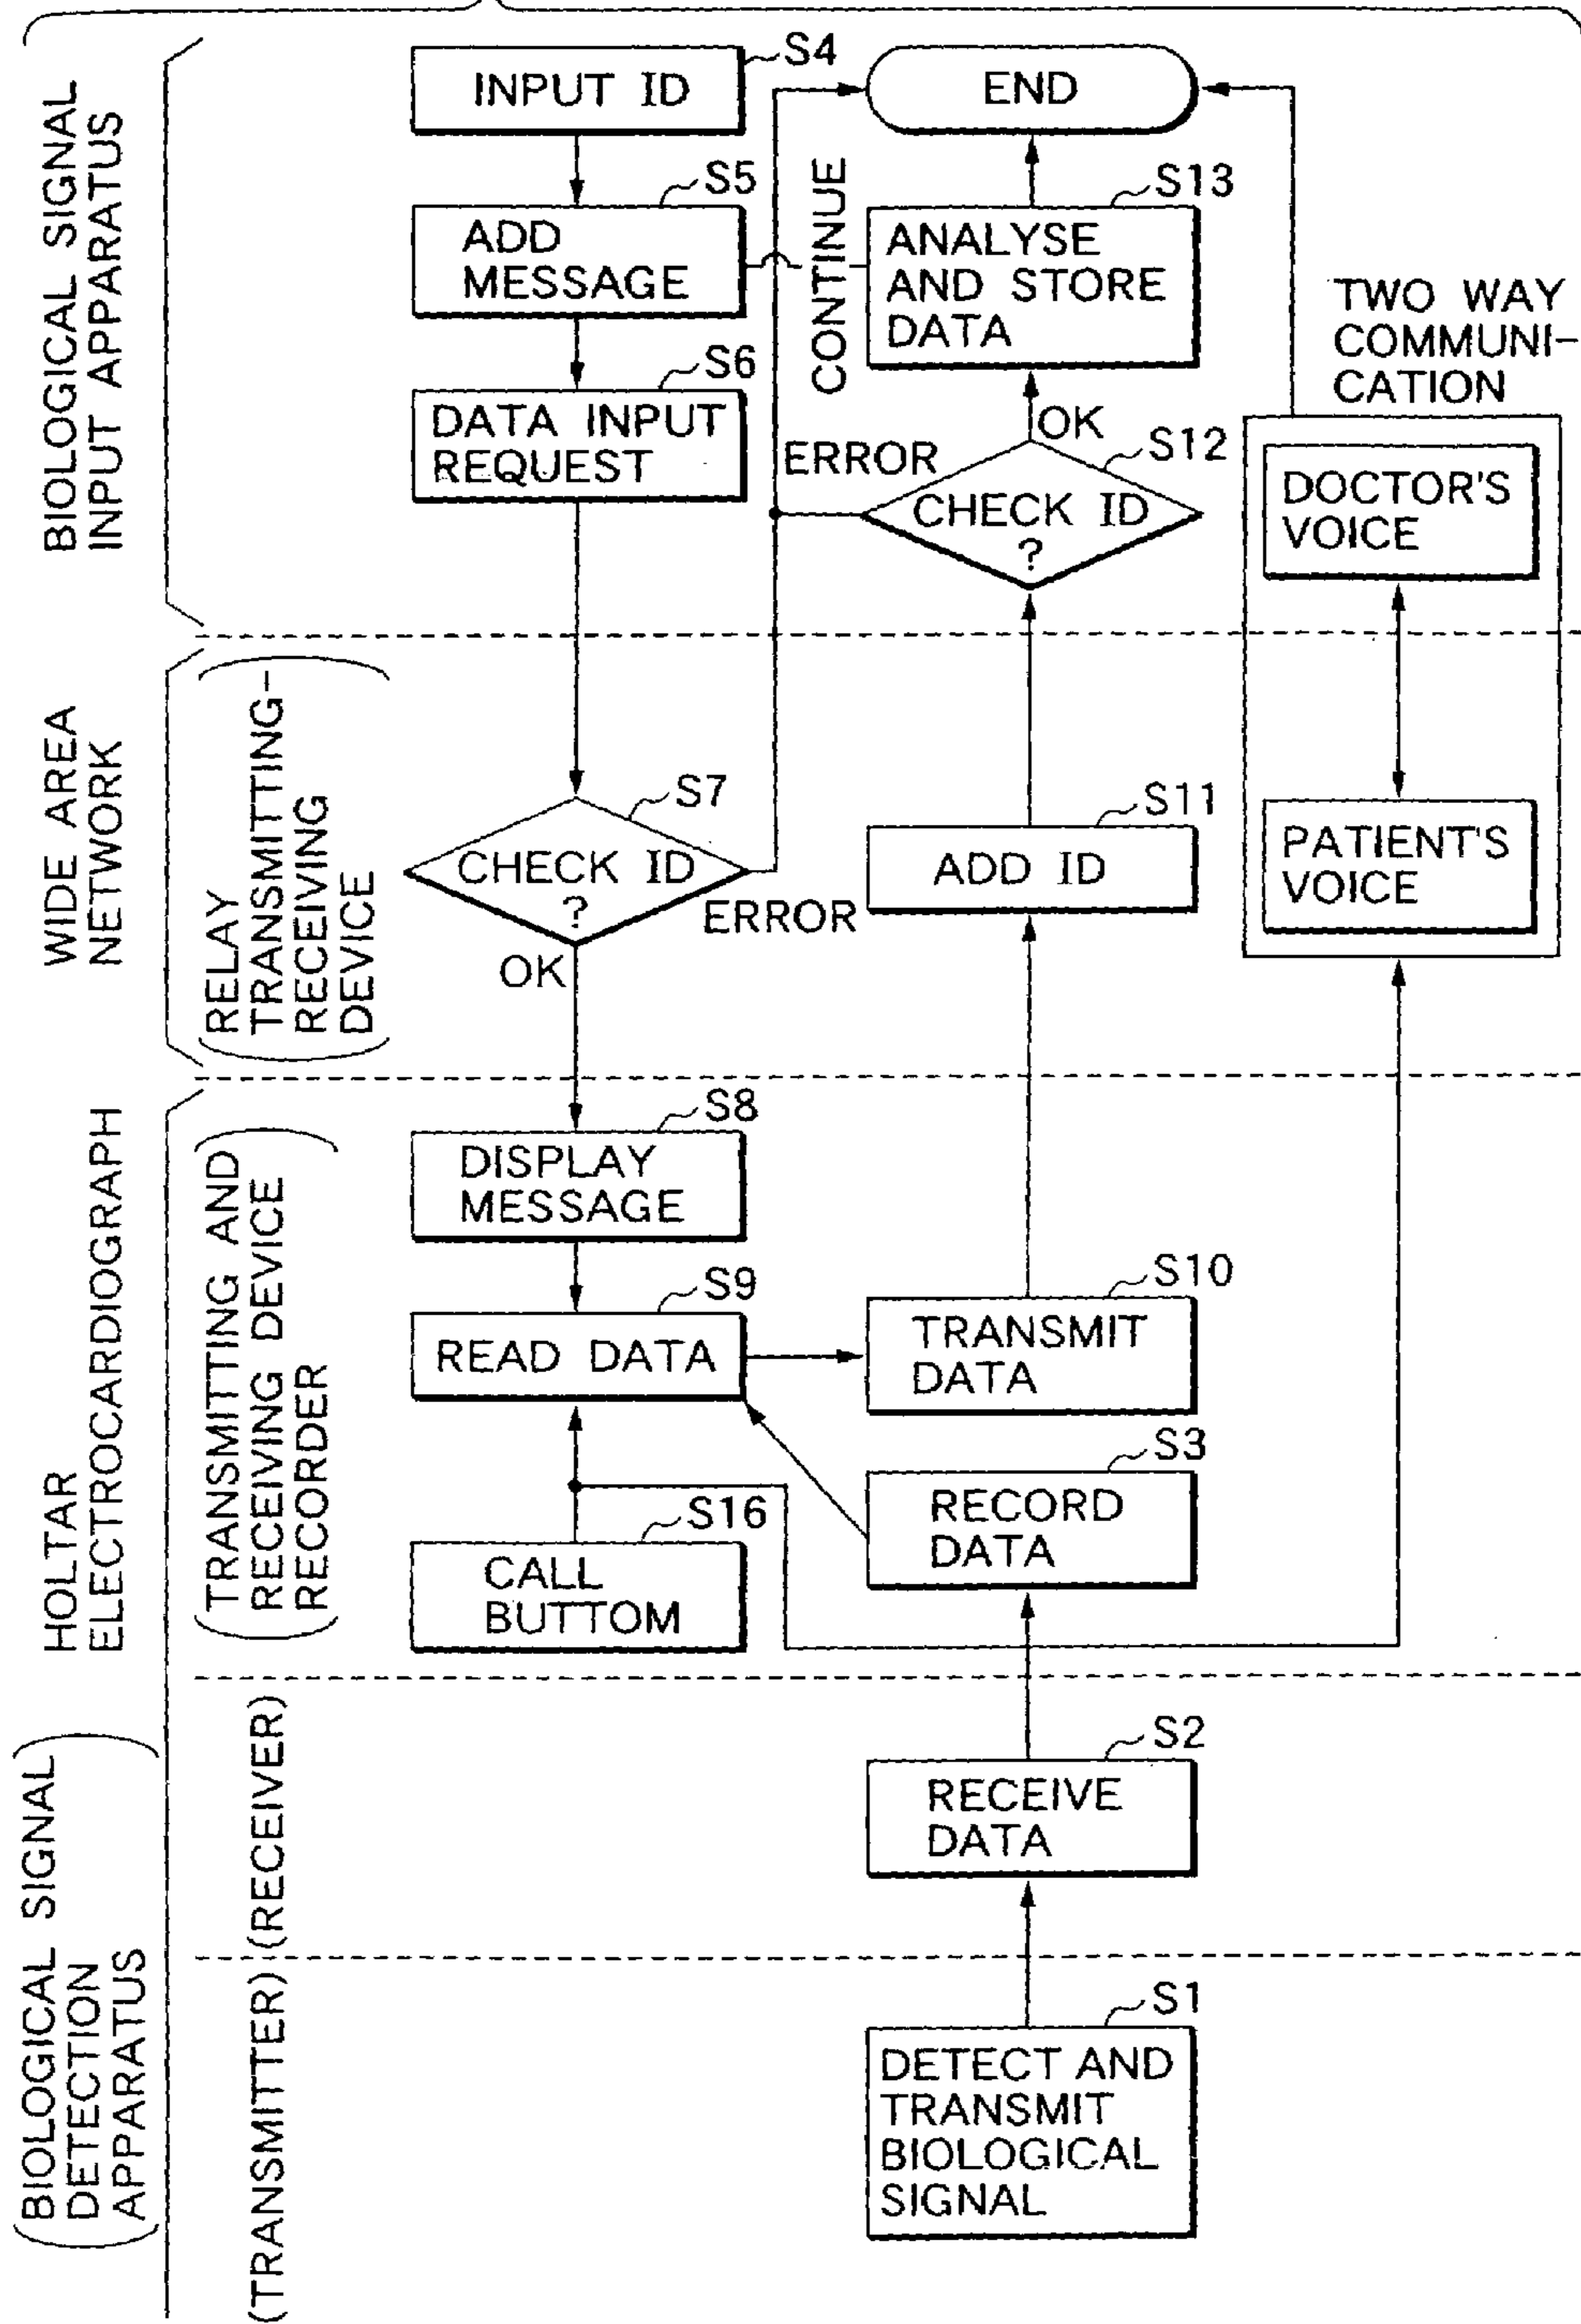 BIOLOGICAL SIGNAL
INPUT APPARATUS
S4
INPUT ID
END
S5
ADD
MESSAGE
CONTINUE
S13
ANALYSE
AND STORE
DATA
S6
DATA INPUT
REQUEST
TWO WAY
COMMUNI-
CATION
OK
S12
ERROR
CHECK ID
?
DOCTOR'S
VOICE
WIDE AREA
NETWORK
RELAY
TRANSMITTING-
RECEIVING
DEVICE
S7
CHECK ID
?
ERROR
OK
S11
ADD ID
PATIENT'S
VOICE
HOLTAR
ELECTROCARDIOGRAPH
TRANSMITTING AND
RECEIVING DEVICE
RECORDER
S8
DISPLAY
MESSAGE
S9
READ DATA
S10
TRANSMIT
DATA
S3
RECORD
DATA
S16
CALL
BUTTOM
BIOLOGICAL SIGNAL
DETECTION
APPARATUS
(RECEIVER)
S2
RECEIVE
DATA
(TRANSMITTER)
S1
DETECT AND
TRANSMIT
BIOLOGICAL
SIGNAL